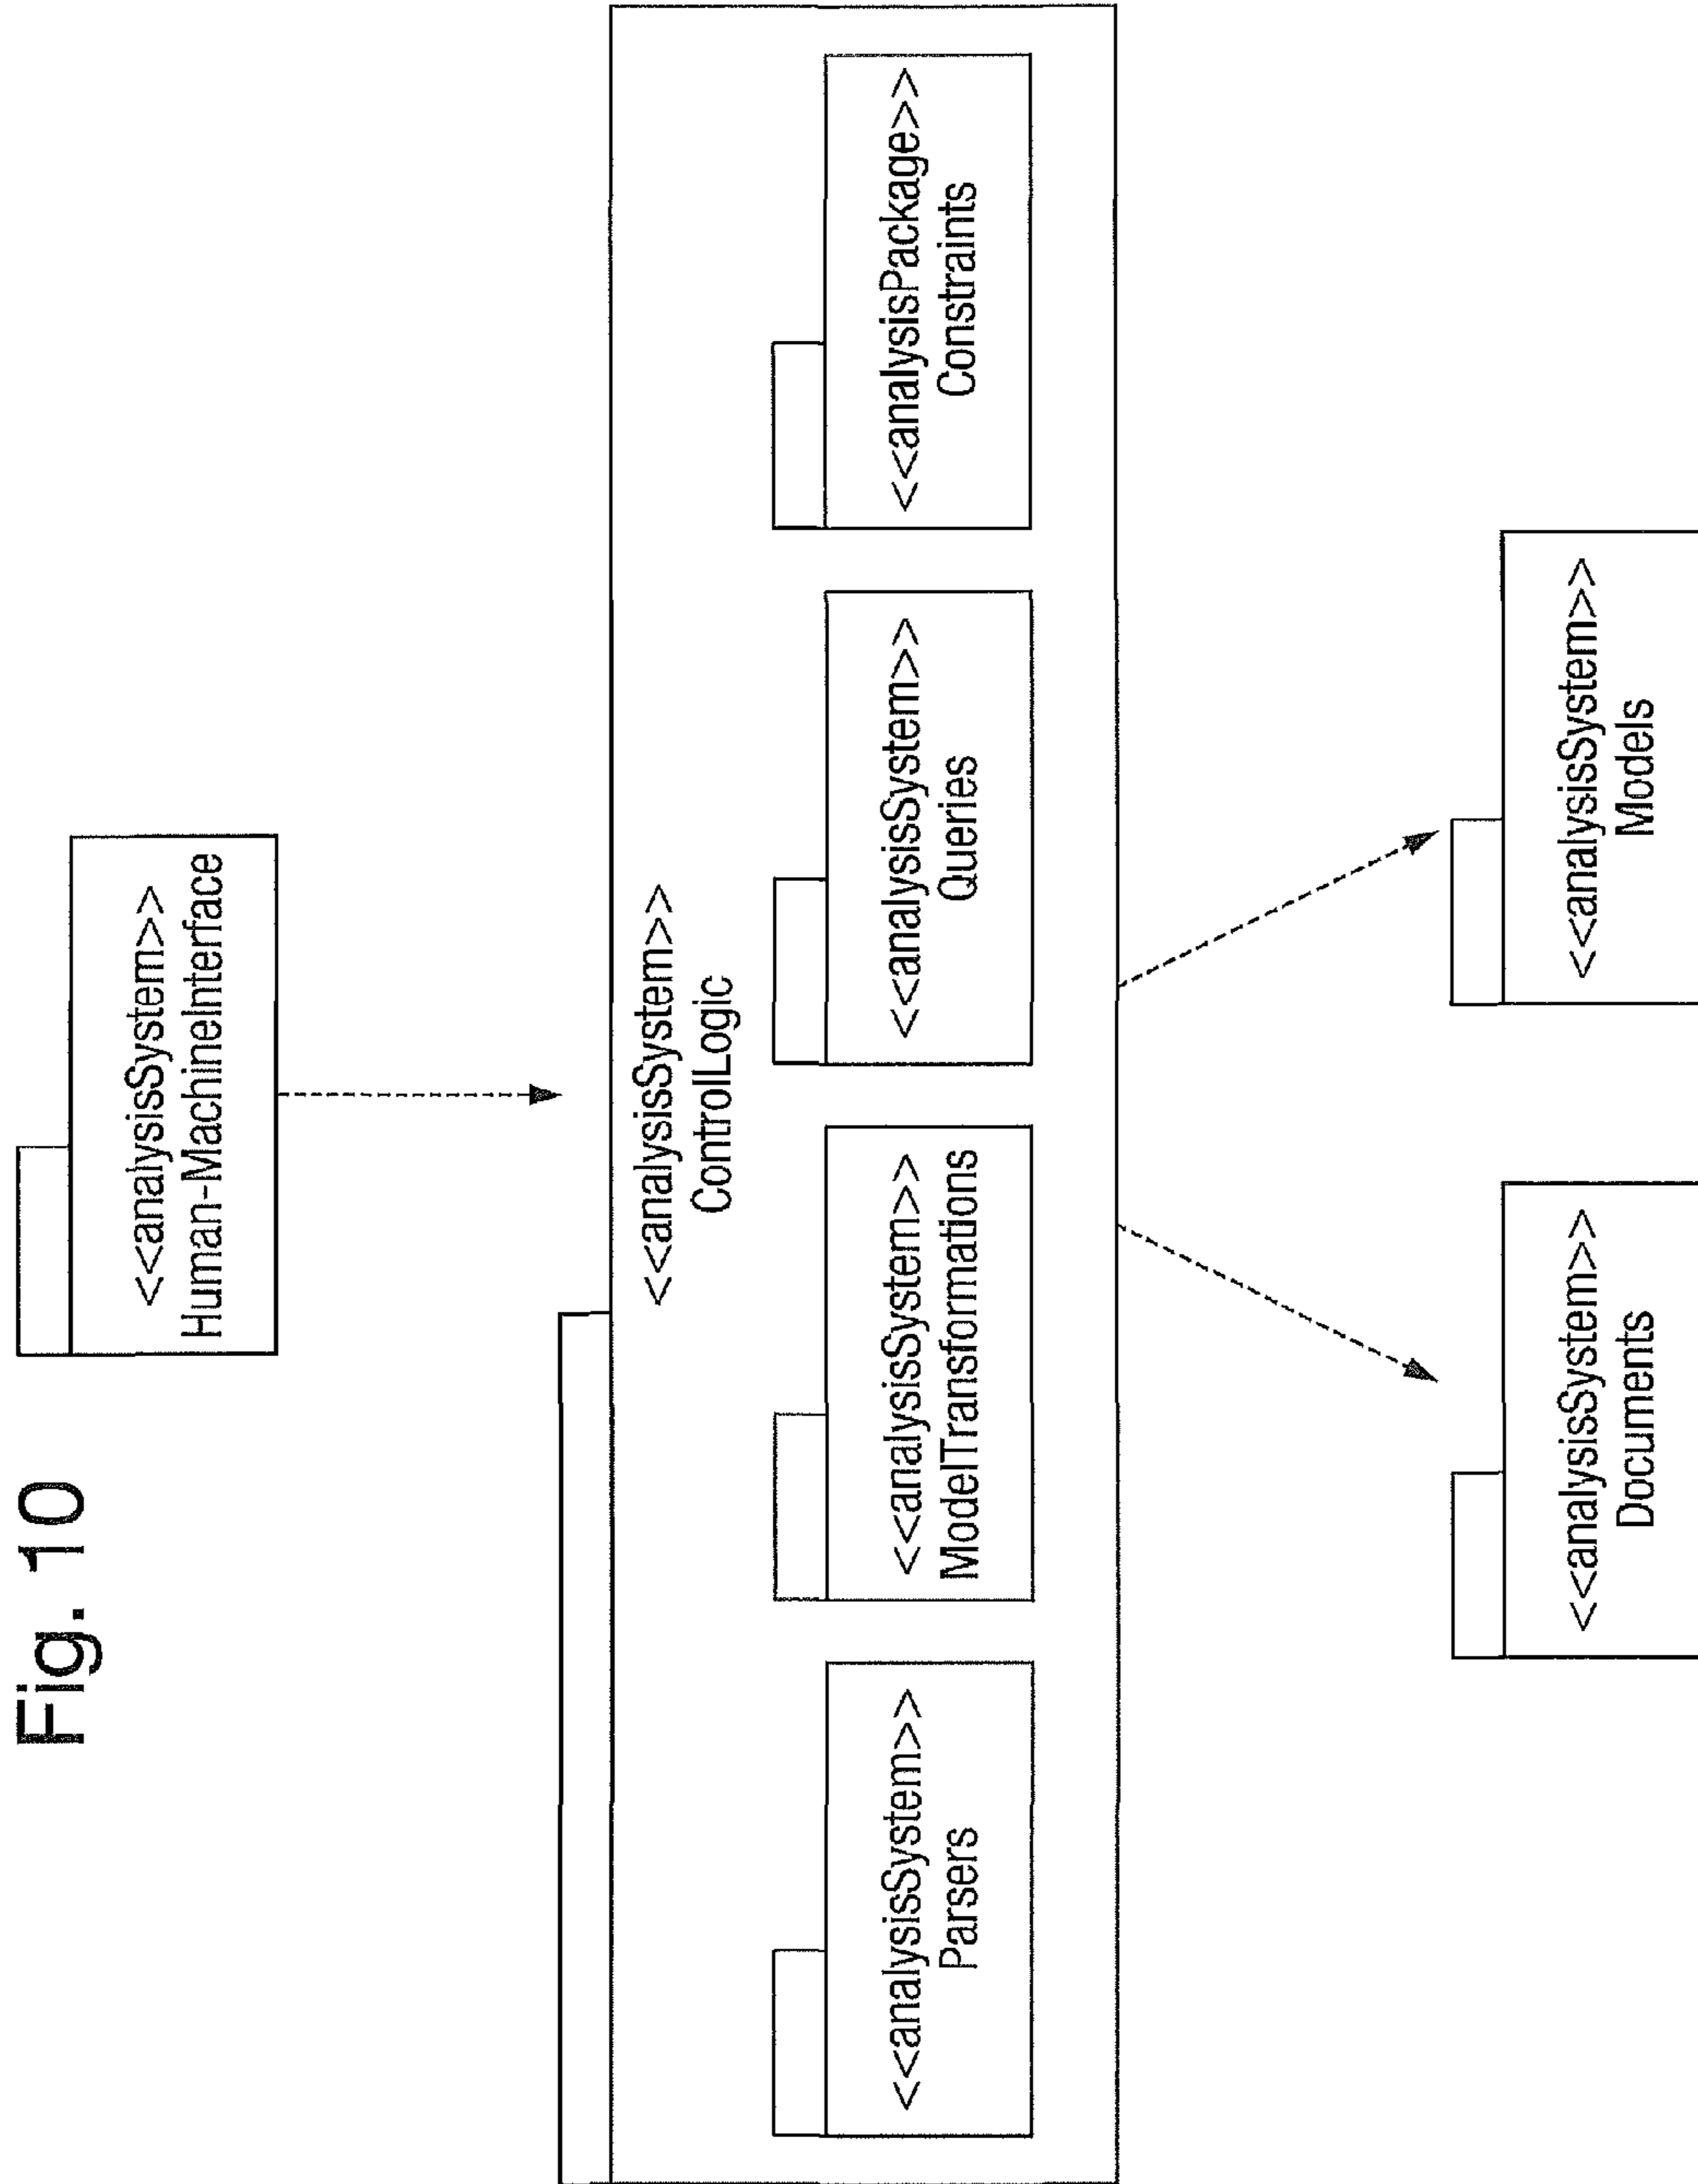 Fig. 10
<<analysisSystem>>
Human-MachineInterface
<<analysisSystem>>
ControlLogic
<<analysisSystem>>
Parsers
<<analysisSystem>>
ModelTransformations
<<analysisSystem>>
Queries
<<analysisPackage>>
Constraints
<<analysisSystem>>
Documents
<<analysisSystem>>
Models